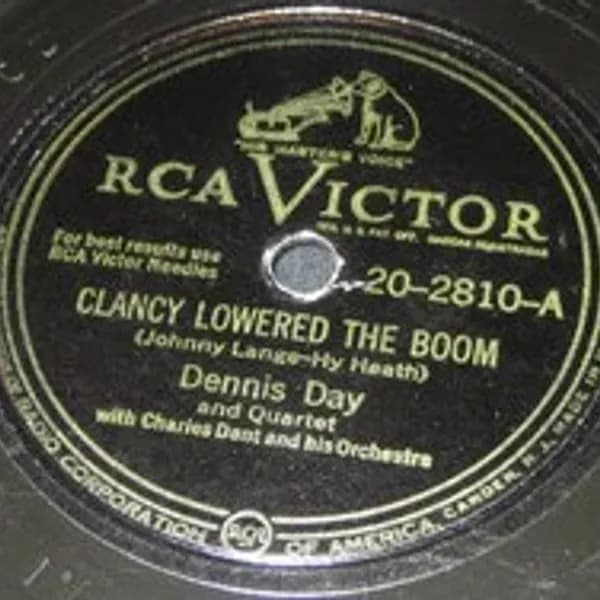 "HIS MASTER'S VOICE"
RCA VICTOR
For best results use
RCA Victor Needles
20-2810-A
CLANCY LOWERED THE BOOM
(Johnny Lange-Hy Heath)
Dennis Day
and Quartet
with Charles Dant and his Orchestra
RADIO CORPORATION RCA OF AMERICA, CAMDEN, N. J. MADE IN